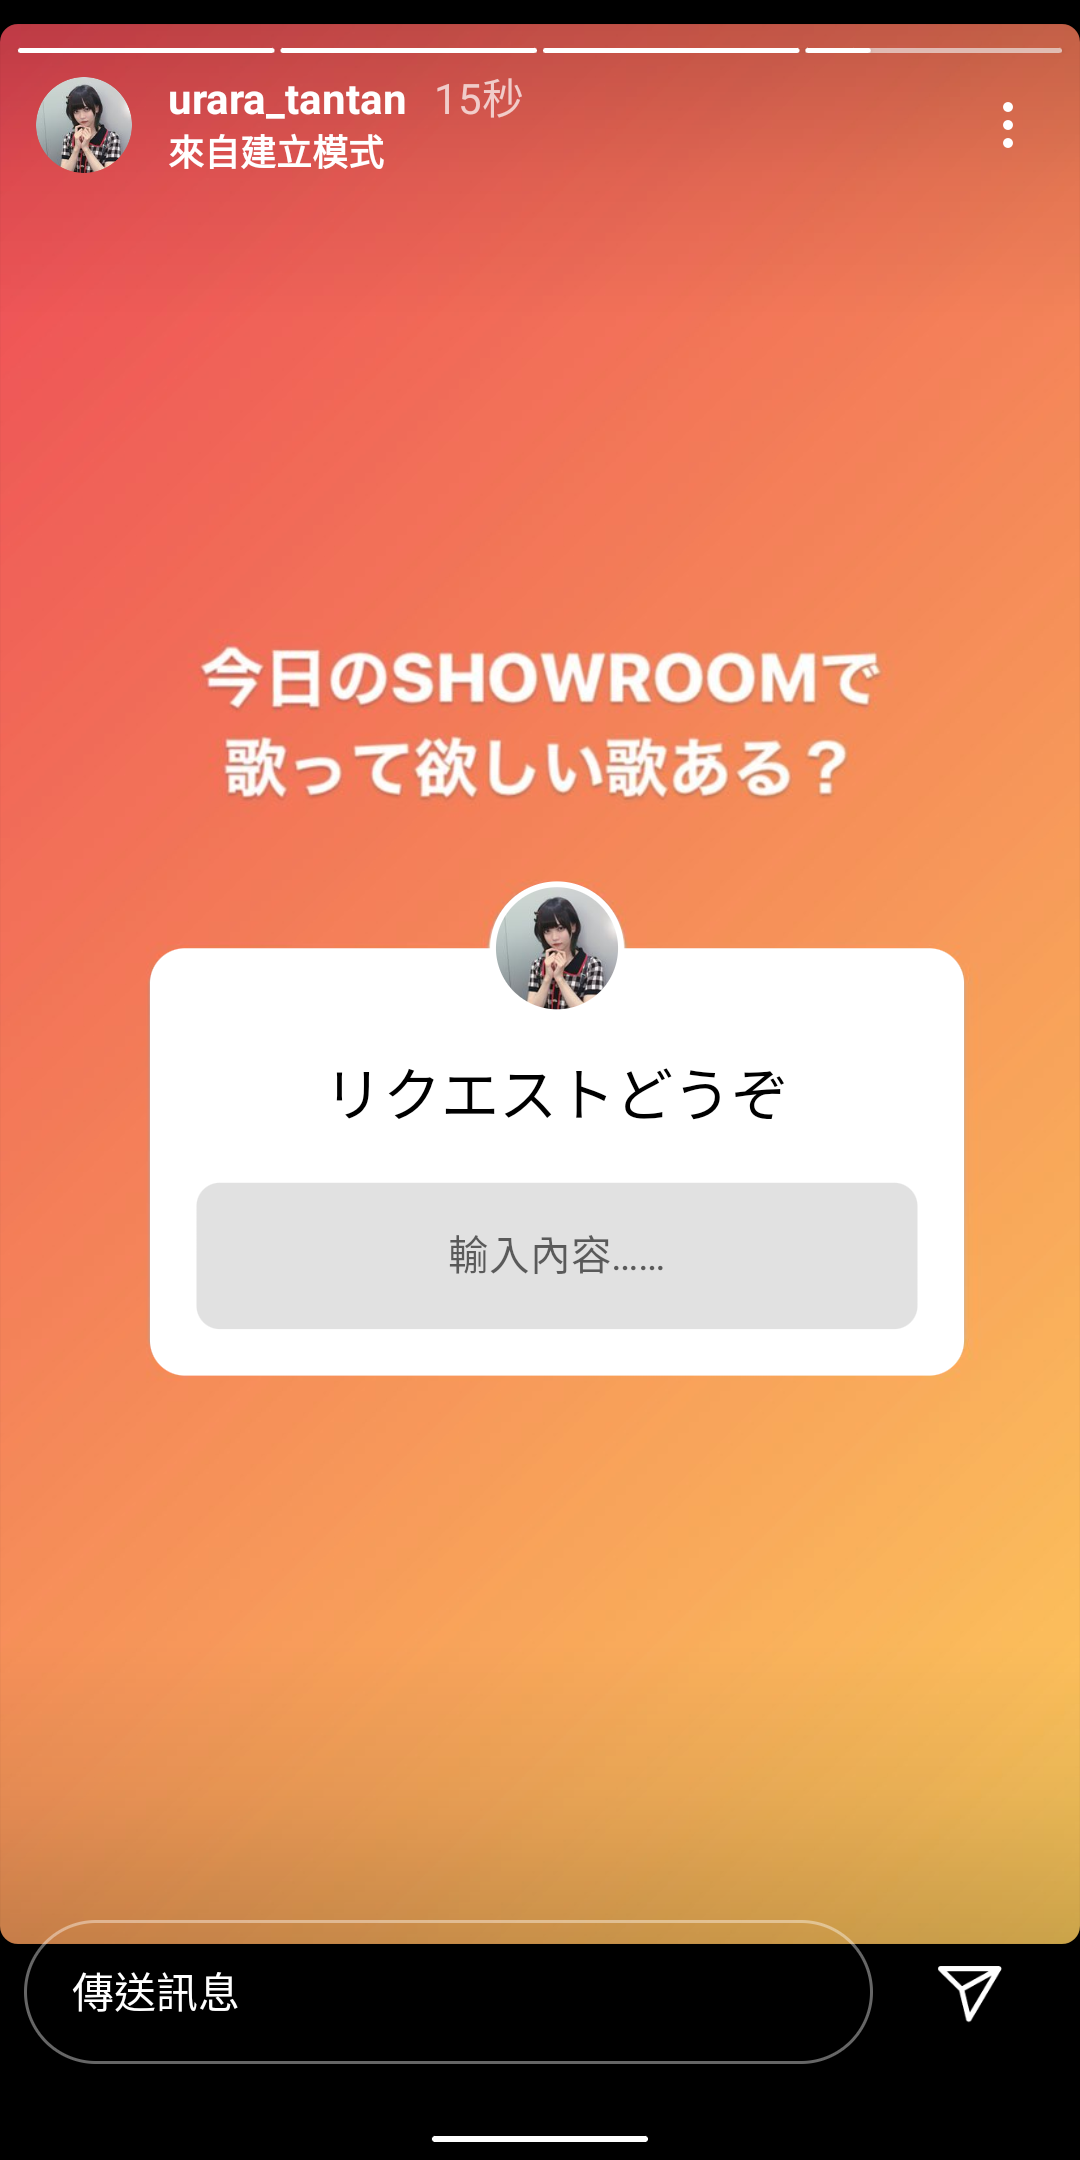 urara_tantan 15秒
來自建立模式
今日のSHOWROOMで
歌って欲しい歌ある？
リクエストどうぞ
輸入內容......
傳送訊息